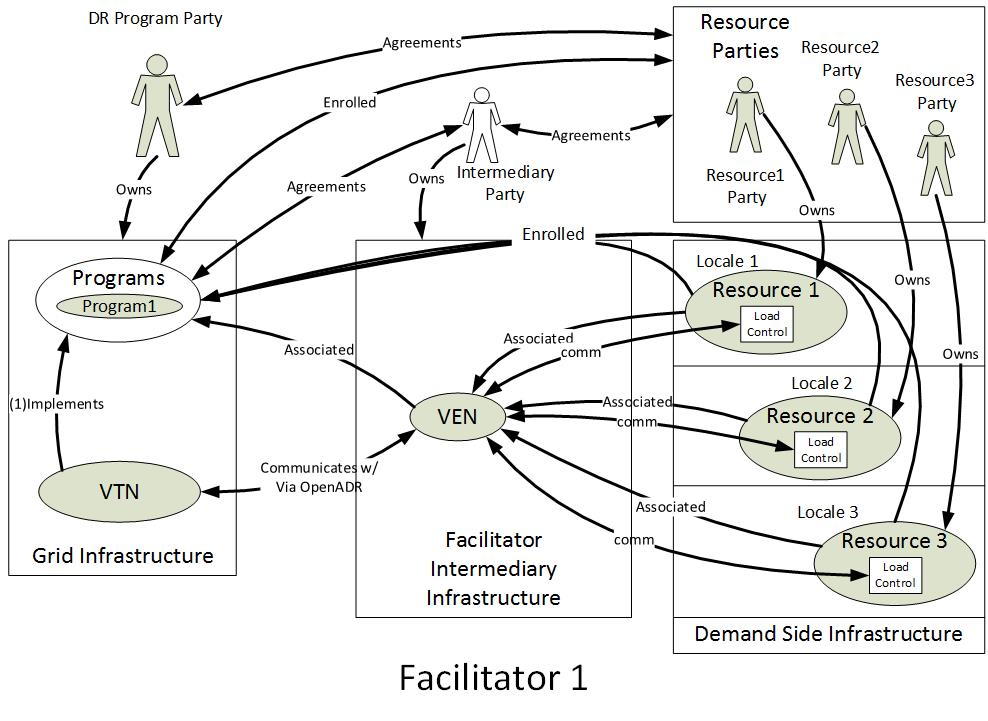 DR Program Party
Agreements
Resource
Parties
Resource2
Party
Resource3
Party
Enrolled
Agreements
Intermediary
Party
Resource1
Party
Agreements
Owns
Owns
Owns
Enrolled
Programs
Program1
Locale 1
Resource 1
Load
Control
Owns
Associated
Associated
comm
Owns
Locale 2
(1)Implements
VEN
Associated
comm
Resource 2
Load
Control
Communicates w/
Via OpenADR
VTN
Associated
Locale 3
comm
Resource 3
Load
Control
Grid Infrastructure
Facilitator
Intermediary
Infrastructure
Demand Side Infrastructure
Facilitator 1